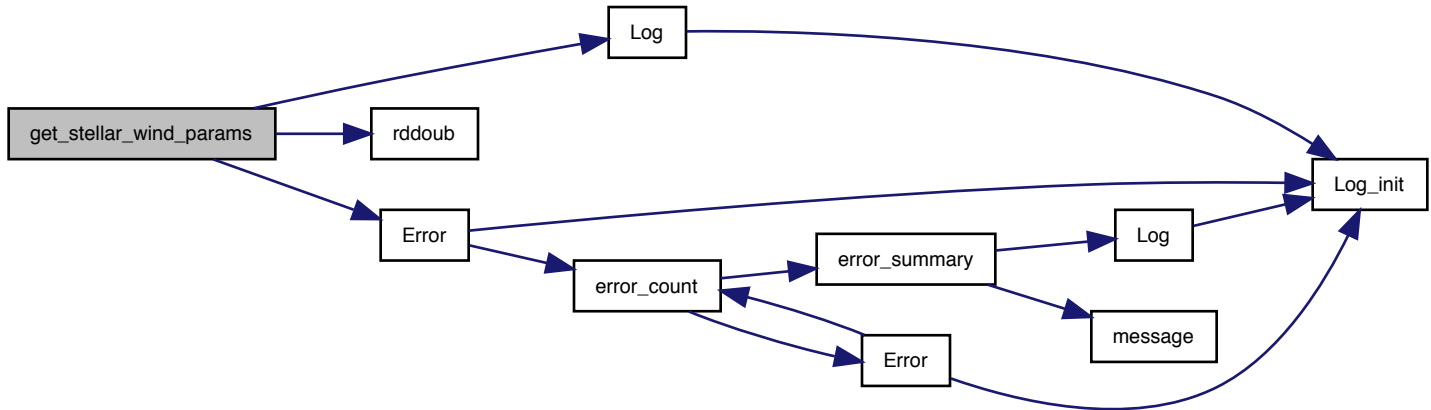 Log
get_stellar_wind_params
rddoub
Log_init
Error
Log
error_summary
error_count
message
Error